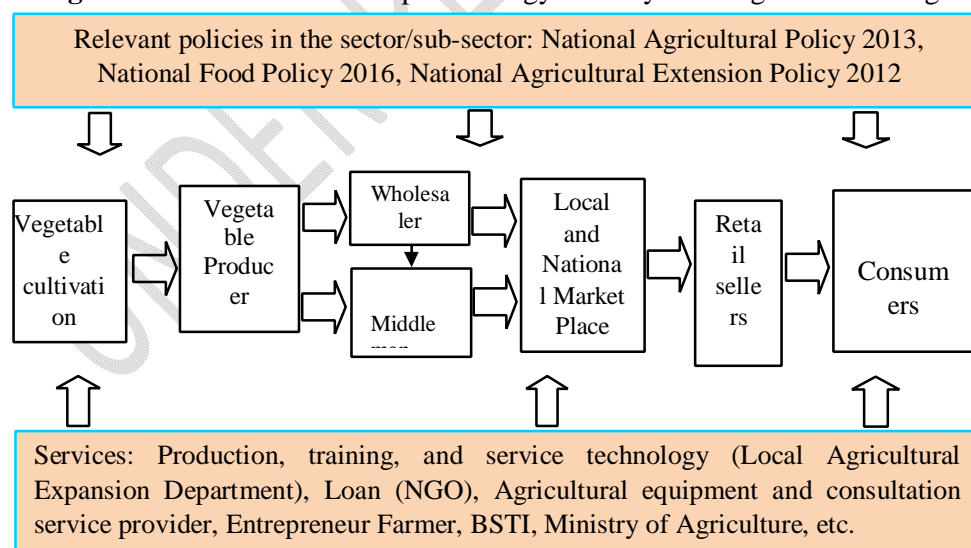 Relevant policies in the sector/sub-sector: National Agricultural Policy 2013,
National Food Policy 2016, National Agricultural Extension Policy 2012
Vegetabl
e
cultivati
on
Vegeta
ble
Produc
er
Wholesa
ler
Middle
Local
and
Nationa
l Market
Place
Reta
il
selle
rs
Consum
ers
Services: Production, training, and service technology (Local Agricultural
Expansion Department), Loan (NGO), Agricultural equipment and consultation
service provider, Entrepreneur Farmer, BSTI, Ministry of Agriculture, etc.